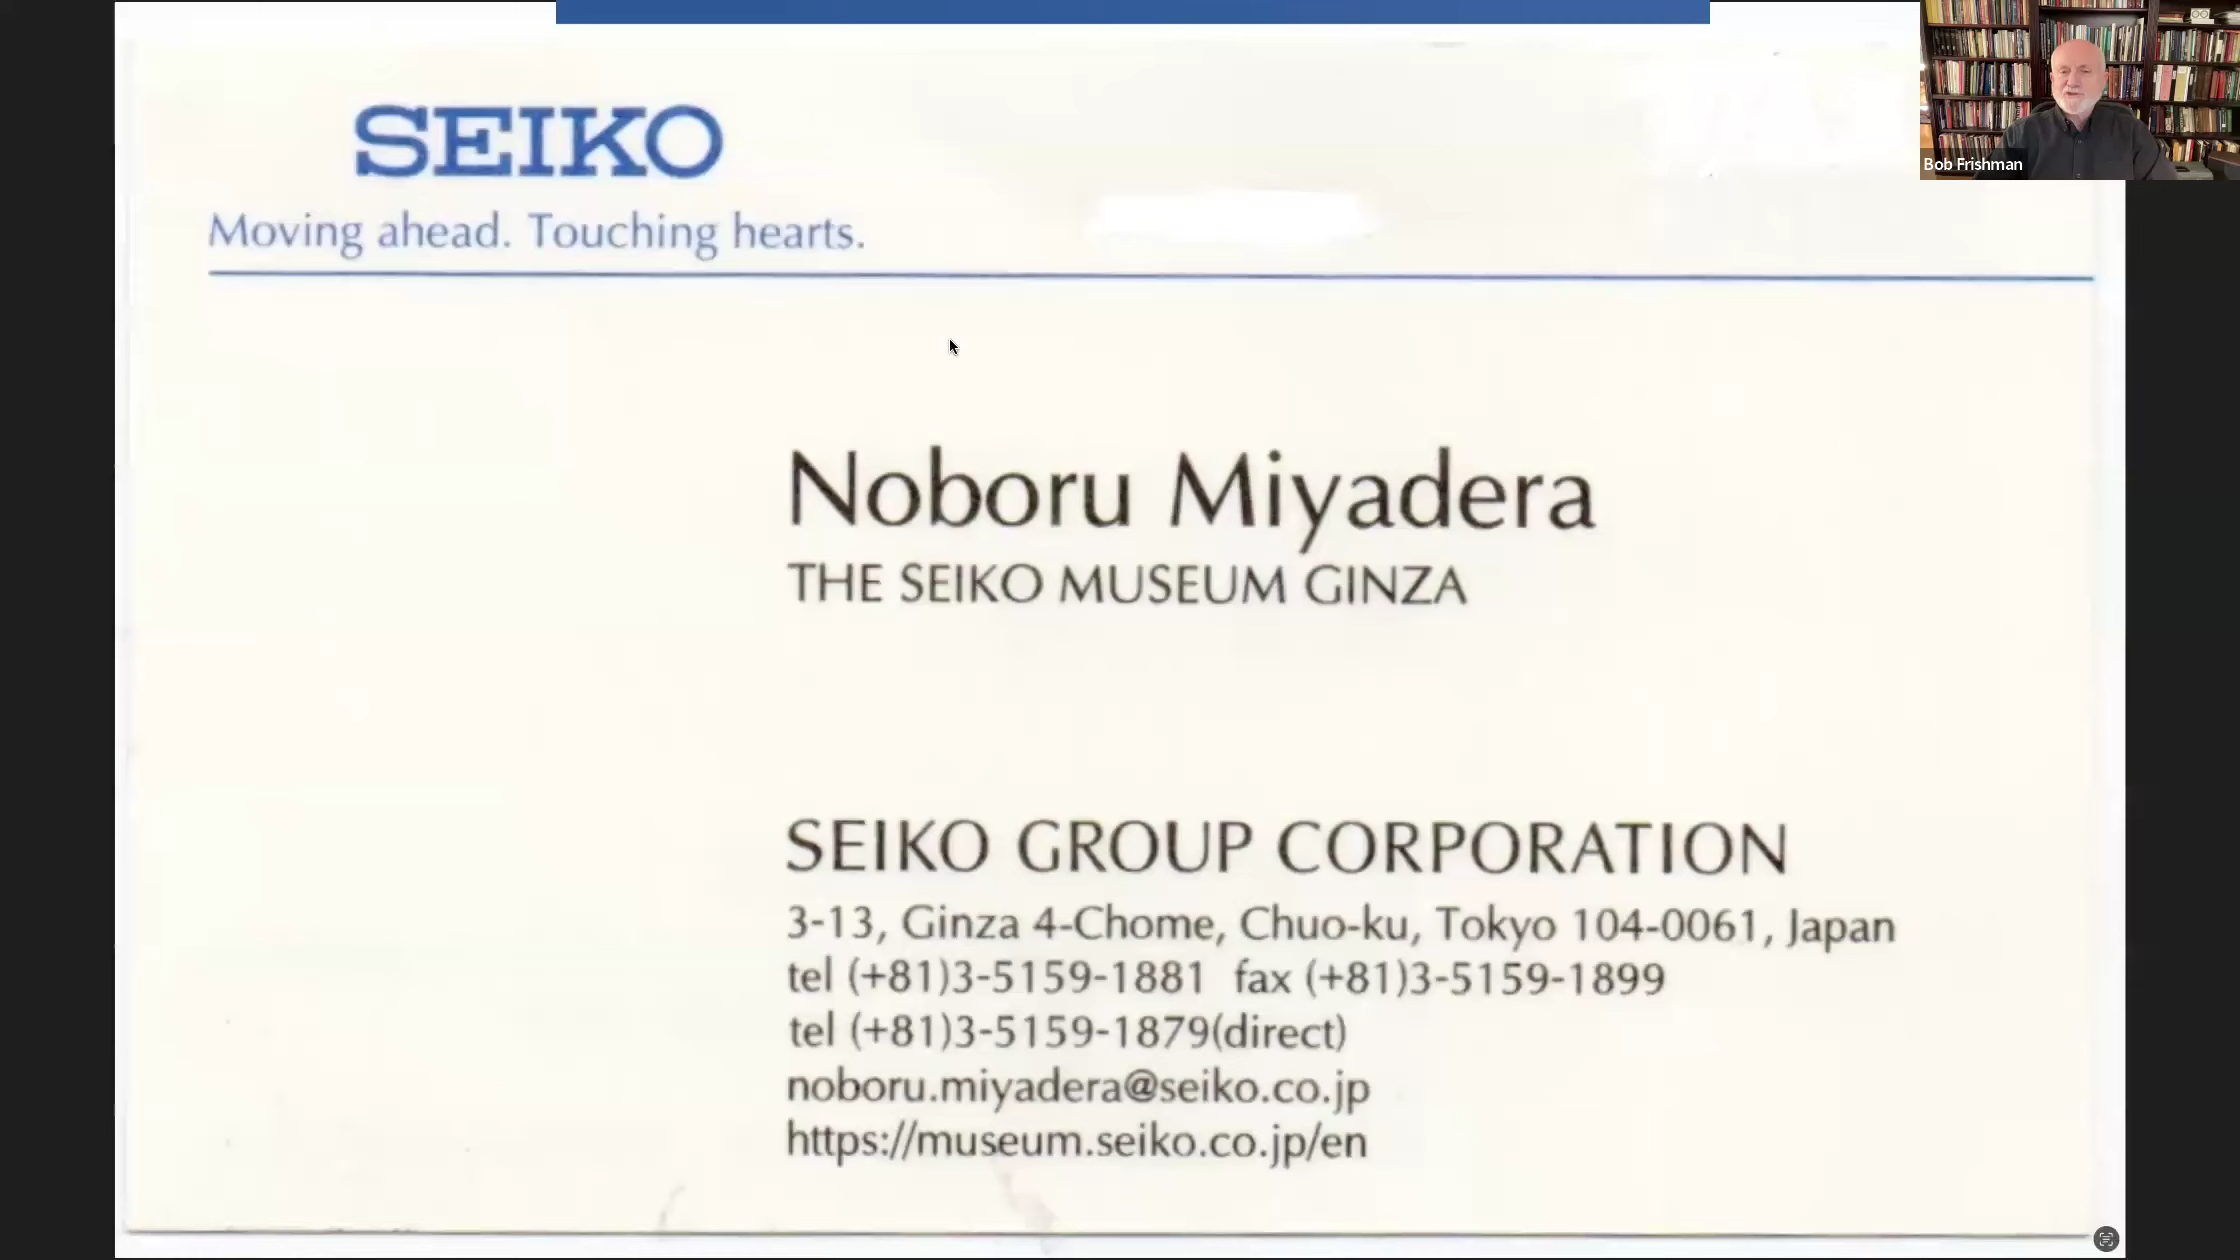 SEIKO
Moving ahead. Touching hearts.
Bob Frishman
Noboru Miyadera
THE SEIKO MUSEUM GINZA
SEIKO GROUP CORPORATION
3-13, Ginza 4-Chome, Chuo-ku, Tokyo 104-0061, Japan
tel (+81)3-5159-1881 fax (+81)3-5159-1899
tel (+81)3-5159-1879(direct)
noboru.miyadera@seiko.co.jp
https://museum.seiko.co.jp/en